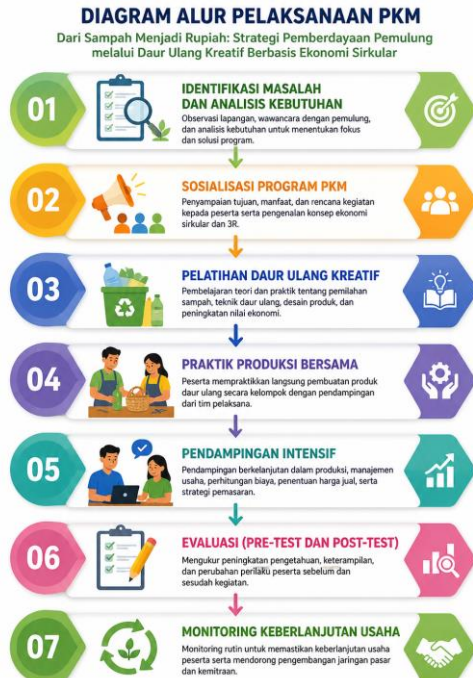 DIAGRAM ALUR PELAKSANAAN PKM
Dari Sampah Menjadi Rupiah: Strategi Pemberdayaan Pemulung
melalui Daur Ulang Kreatif Berbasis Ekonomi Sirkular
01
IDENTIFIKASI MASALAH
DAN ANALISIS KEBUTUHAN
Observasi lapangan, wawancara dengan pemulung,
dan analisis kebutuhan untuk menentukan fokus
dan solusi program.
02
SOSIALISASI PROGRAM PKM
Penyampaian tujuan, manfaat, dan rencana kegiatan
kepada peserta serta pengenalan konsep ekonomi
sirkular dan 3R.
03
PELATIHAN DAUR ULANG KREATIF
Pembelajaran teori dan praktik tentang pemilahan
sampah, teknik daur ulang, desain produk, dan
peningkatan nilai ekonomi.
04
PRAKTIK PRODUKSI BERSAMA
Peserta mempraktikkan langsung pembuatan produk
daur ulang secara kelompok dengan pendampingan
dari tim pelaksana.
05
PENDAMPINGAN INTENSIF
Pendampingan berkelanjutan dalam produksi, manajemen
usaha, perhitungan biaya, penentuan harga jual, serta
strategi pemasaran.
06
EVALUASI (PRE-TEST DAN POST-TEST)
Mengukur peningkatan pengetahuan, keterampilan,
dan perubahan perilaku peserta sebelum dan
sesudah kegiatan.
07
MONITORING KEBERLANJUTAN USAHA
Monitoring rutin untuk memastikan keberlanjutan usaha
peserta serta mendorong pengembangan jaringan pasar
dan kemitraan.